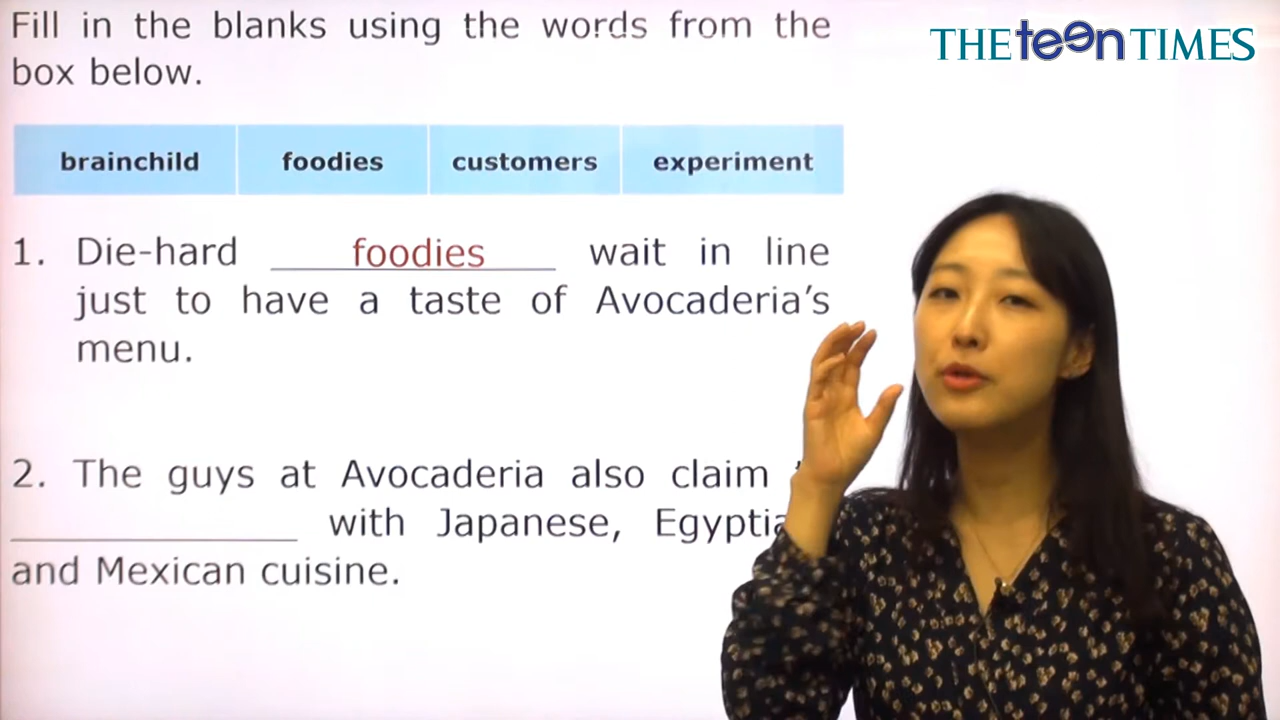 Fill in the blanks using the words from the
box below.
THE teen TIMES
brainchild foodies customers experiment
1. Die-hard foodies wait in line
just to have a taste of Avocaderia's
menu.
2. The guys at Avocaderia also claim
with Japanese,
and Mexican cuisine.